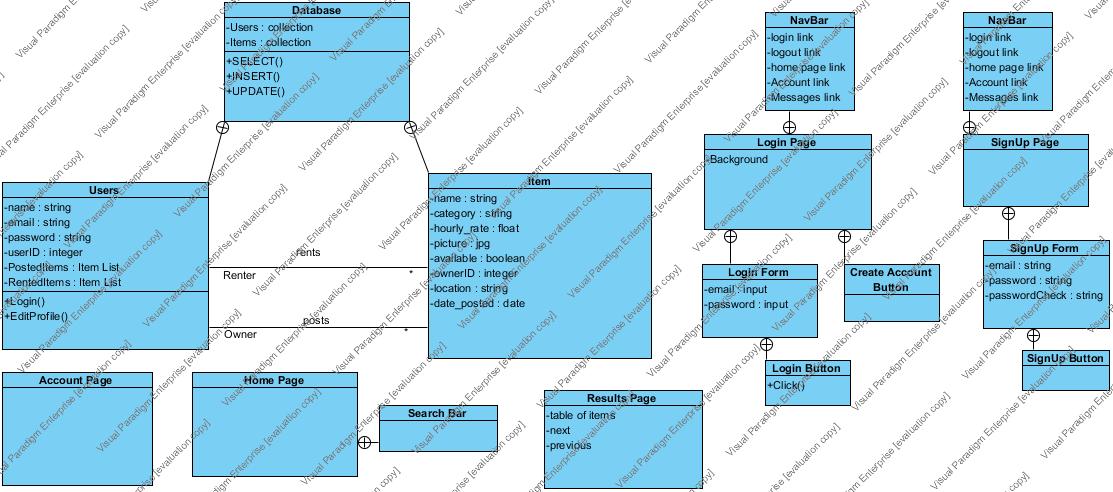 Database
-Users : collection
-Items : collection
+SELECT()
+INSERT()
+UPDATE()
Users
-name : string
-email : string
-password : string
-userID : integer
-PostedItems : Item List
-RentedItems : Item List
+Login()
+EditProfile()
rents
Renter
*
posts
Owner
*
Item
-name : string
-category : string
-hourly_rate : float
-picture : jpg
-available : boolean
-ownerID : integer
-location : string
-date_posted : date
NavBar
-login link
-logout link
-home page link
-Account link
-Messages link
Login Page
-Background
Login Form
-email : input
-password : input
Create Account
Button
Login Button
+Click()
NavBar
-login link
-logout link
-home page link
-Account link
-Messages link
SignUp Page
SignUp Form
-email : string
-password : string
-passwordCheck : string
SignUp Button
Account Page
Home Page
Search Bar
Results Page
-table of items
-next
-previous
Visual Paradigm Enterprise [evaluation copy]